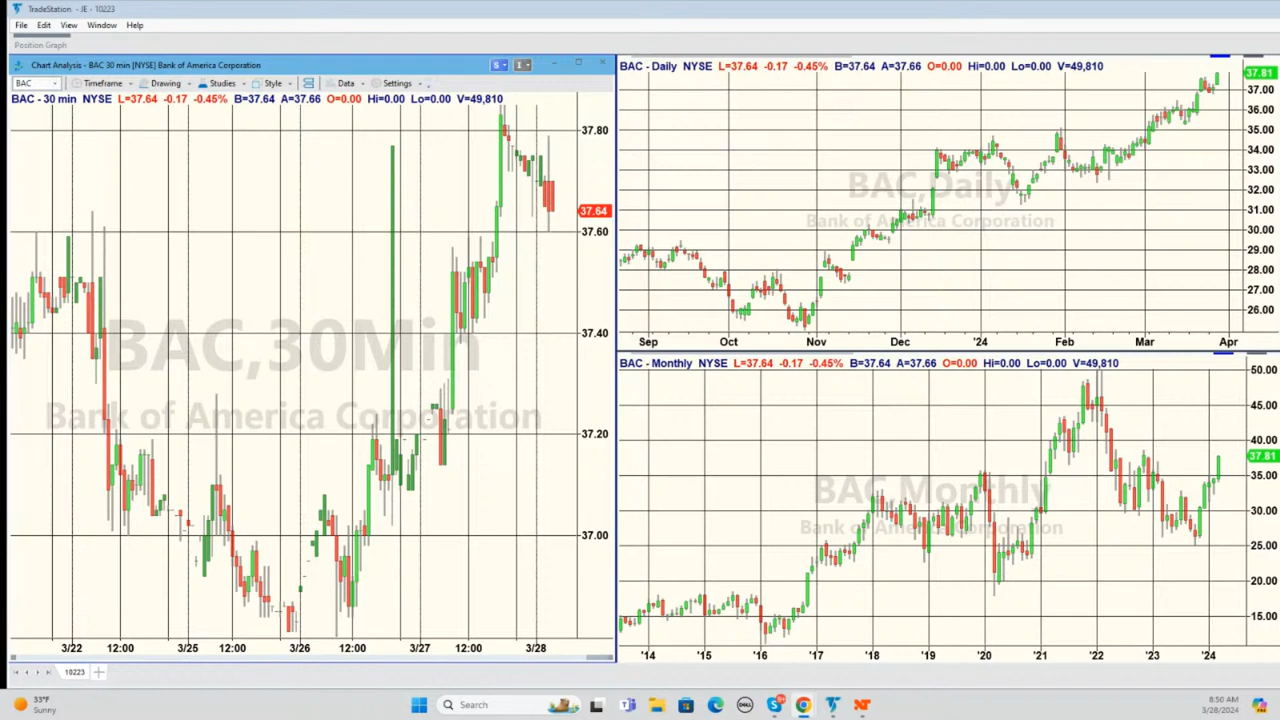 TradeStation - JE - 10223
File Edit View Window Help
Position Graph
Chart Analysis - BAC 30 min [NYSE] Bank of America Corporation
BAC Timeframe Drawing Studies Style Data Settings
BAC - 30 min NYSE L=37.64 -0.17 -0.45% B=37.64 A=37.66 O=0.00 Hi=0.00 Lo=0.00 V=49,810
37.80
37.64
37.60
37.40
37.20
37.00
BAC,30Min
Bank of America Corporation
3/22 12:00 3/25 12:00 3/26 12:00 3/27 12:00 3/28
BAC - Daily NYSE L=37.64 -0.17 -0.45% B=37.64 A=37.66 O=0.00 Hi=0.00 Lo=0.00 V=49,810
37.81
37.00
36.00
35.00
34.00
33.00
32.00
31.00
30.00
29.00
28.00
27.00
26.00
BAC,Daily
Bank of America Corporation
Sep Oct Nov Dec '24 Feb Mar Apr
BAC - Monthly NYSE L=37.64 -0.17 -0.45% B=37.64 A=37.66 O=0.00 Hi=0.00 Lo=0.00 V=49,810
50.00
45.00
40.00
37.81
35.00
30.00
25.00
20.00
15.00
BAC,Monthly
Bank of America Corporation
'14 '15 '16 '17 '18 '19 '20 '21 '22 '23 '24
10223
33°F
Sunny
Search
DELL
8:50 AM
3/28/2024